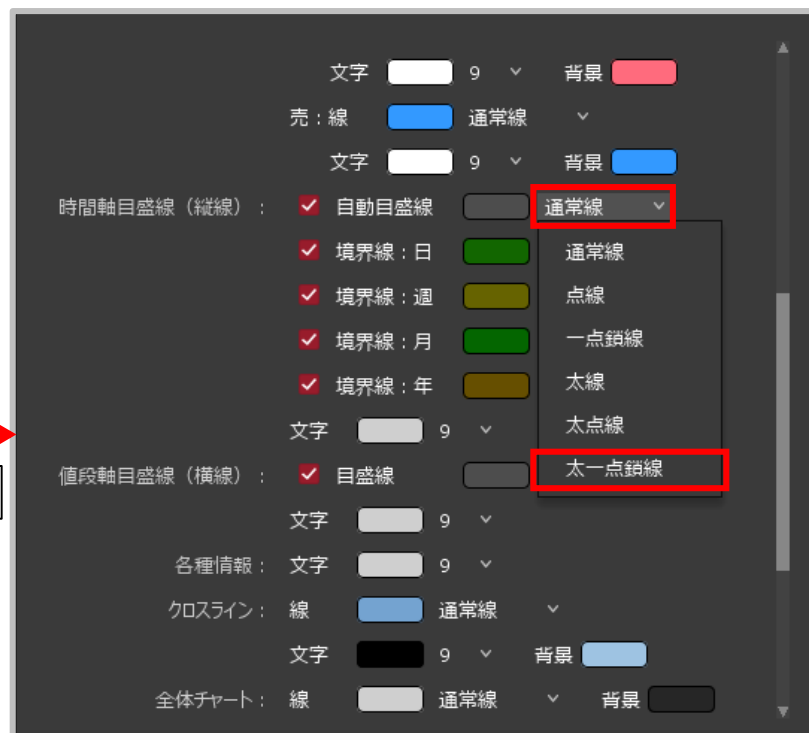 文字 9 背景
売：線 通常線
文字 9 背景
時間軸目盛線（縦線）： 自動目盛線 通常線
境界線：日 通常線
境界線：週 点線
境界線：月 一点鎖線
境界線：年 太線
文字 9 太点線
値段軸目盛線（横線）： 目盛線 太一点鎖線
文字 9
各種情報： 文字 9
クロスライン： 線 通常線
文字 9 背景
全体チャート： 線 通常線 背景